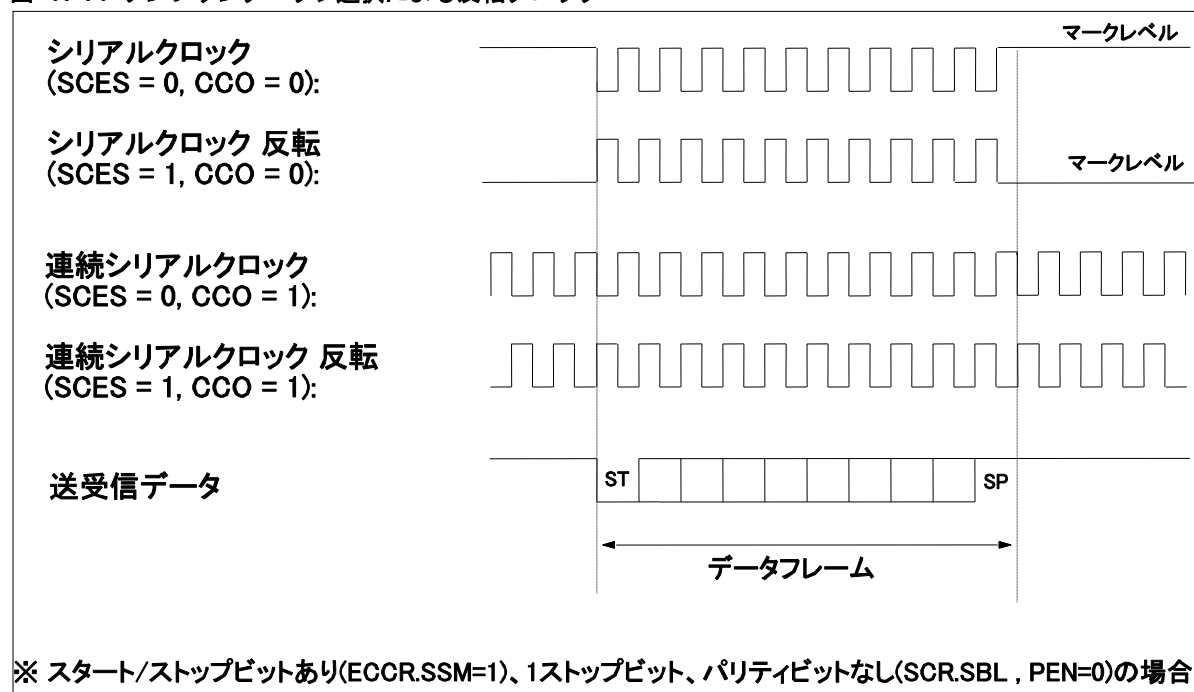 シリアルクロック
マークレベル
(SCES = 0, CCO = 0):
シリアルクロック 反転
(SCES = 1, CCO = 0):
マークレベル
連続シリアルクロック
(SCES = 0, CCO = 1):
連続シリアルクロック 反転
(SCES = 1, CCO = 1):
送受信データ
ST
SP
データフレーム
※ スタート/ストップビットあり(ECCR.SSM=1)、1ストップビット、パリティビットなし(SCR.SBL , PEN=0)の場合